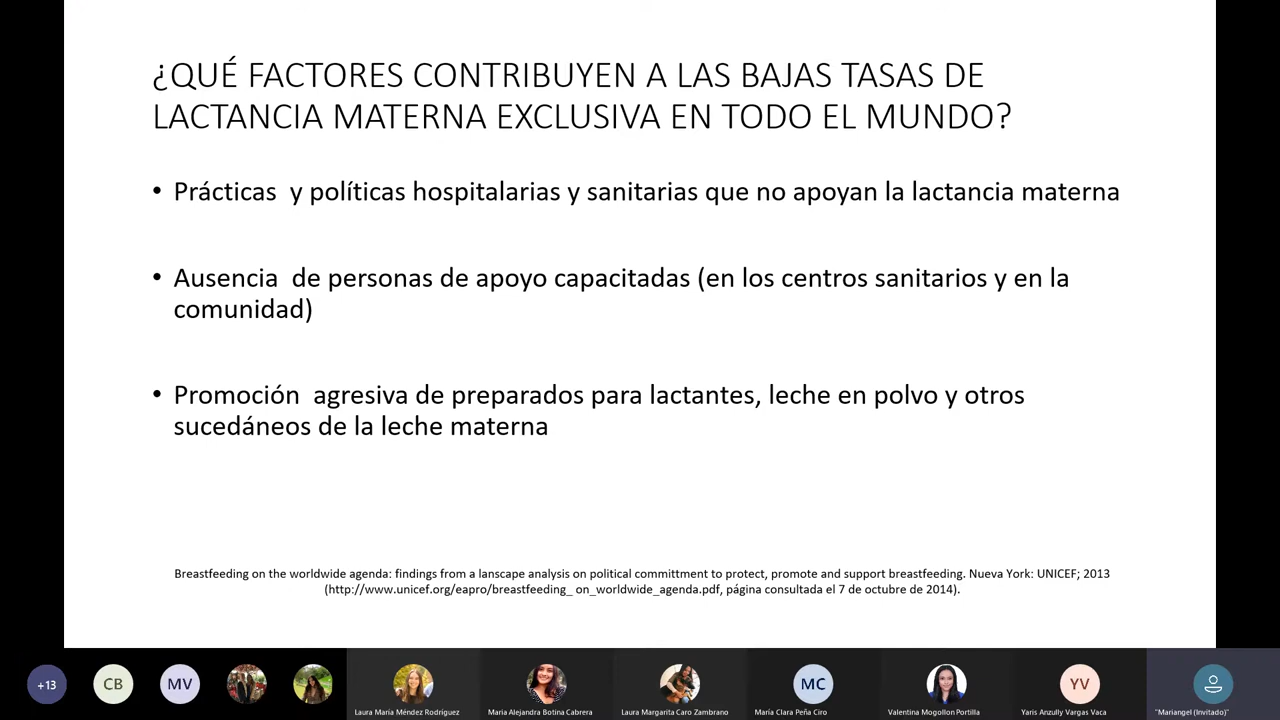 ¿QUÉ FACTORES CONTRIBUYEN A LAS BAJAS TASAS DE
LACTANCIA MATERNA EXCLUSIVA EN TODO EL MUNDO?
• Prácticas y políticas hospitalarias y sanitarias que no apoyan la lactancia materna
• Ausencia de personas de apoyo capacitadas (en los centros sanitarios y en la
comunidad)
• Promoción agresiva de preparados para lactantes, leche en polvo y otros
sucedáneos de la leche materna
Breastfeeding on the worldwide agenda: findings from a lanscape analysis on political committment to protect, promote and support breastfeeding. Nueva York: UNICEF; 2013
(http://www.unicef.org/eapro/breastfeeding_ on_worldwide_agenda.pdf, página consultada el 7 de octubre de 2014).
+13
CB
MV
MC
YV
Laura María Méndez Rodríguez
Maria Alejandra Botina Cabrera
Laura Margarita Caro Zambrano
María Clara Peña Ciro
Valentina Mogollon Portilla
Yaris Anzully Vargas Vaca
"Mariangel (Invitado)"